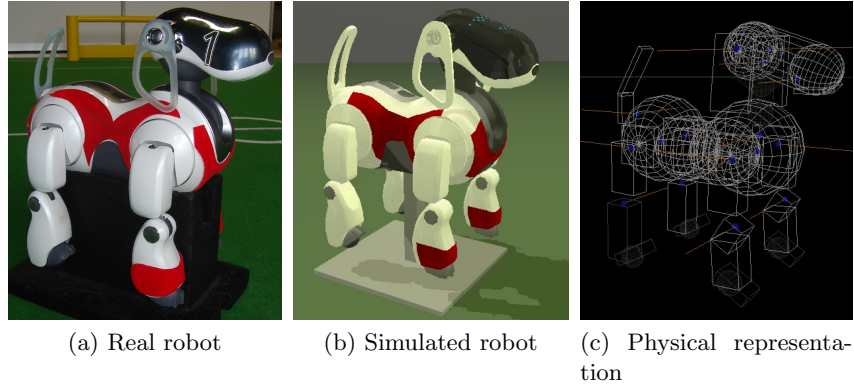 1
(a) Real robot
(b) Simulated robot
(c) Physical representa-
tion